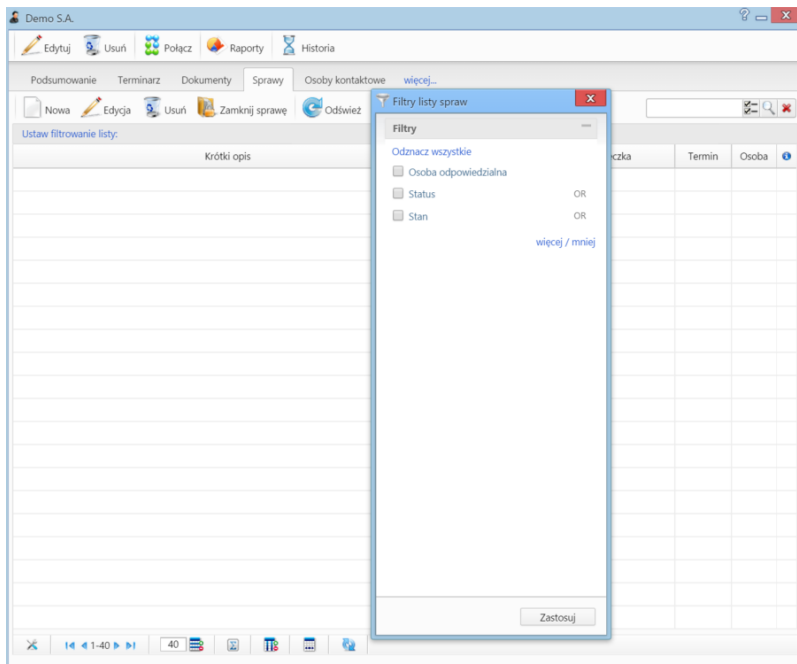 Demo S.A.
Edytuj Usuń Połącz Raporty Historia
Podsumowanie Terminarz Dokumenty Sprawy Osoby kontaktowe więcej...
Nowa Edycja Usuń Zamknij sprawę Odśwież
Ustaw filtrowanie listy:
Krótki opis
Termin Osoba
Filtry listy spraw
Filtry
Odznacz wszystkie
Osoba odpowiedzialna
Status OR
Stan OR
więcej / mniej
Zastosuj
1-40 40